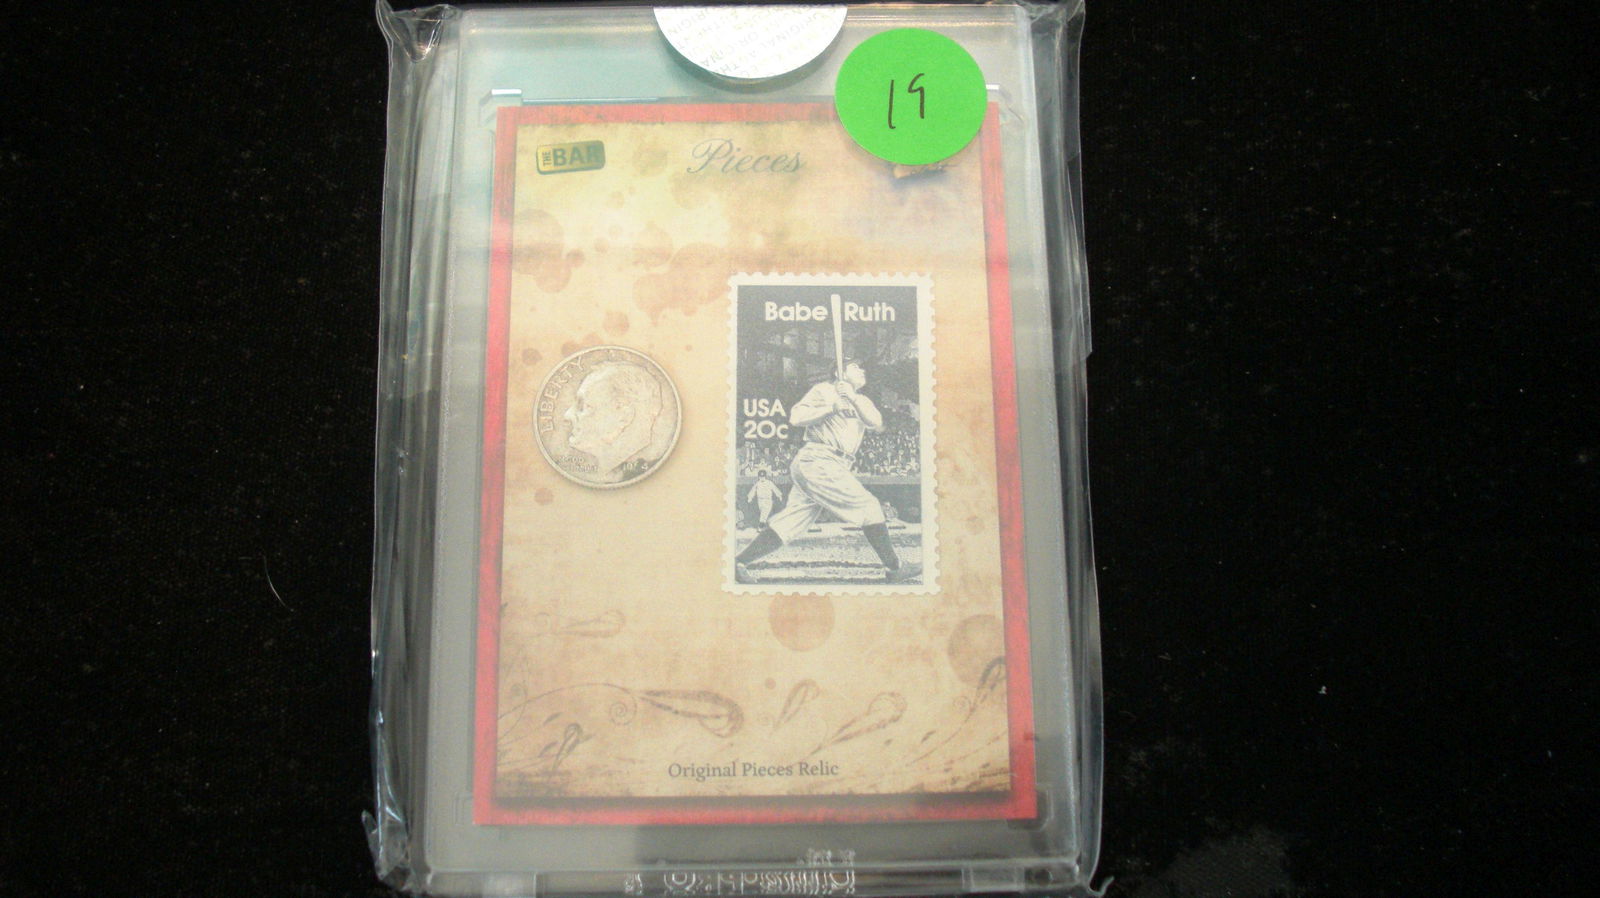 19
THE BAR
Pieces
Babe Ruth
USA
20c
LIBERTY
Original Pieces Relic